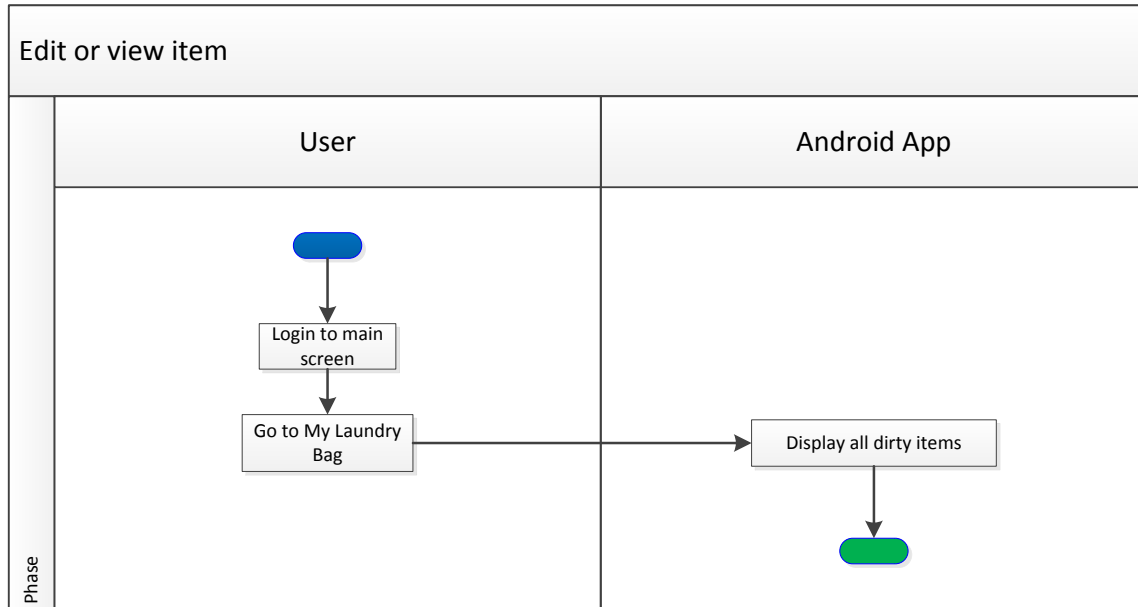 Edit or view item
User
Android App
Login to main
screen
Go to My Laundry
Bag
Display all dirty items
Phase